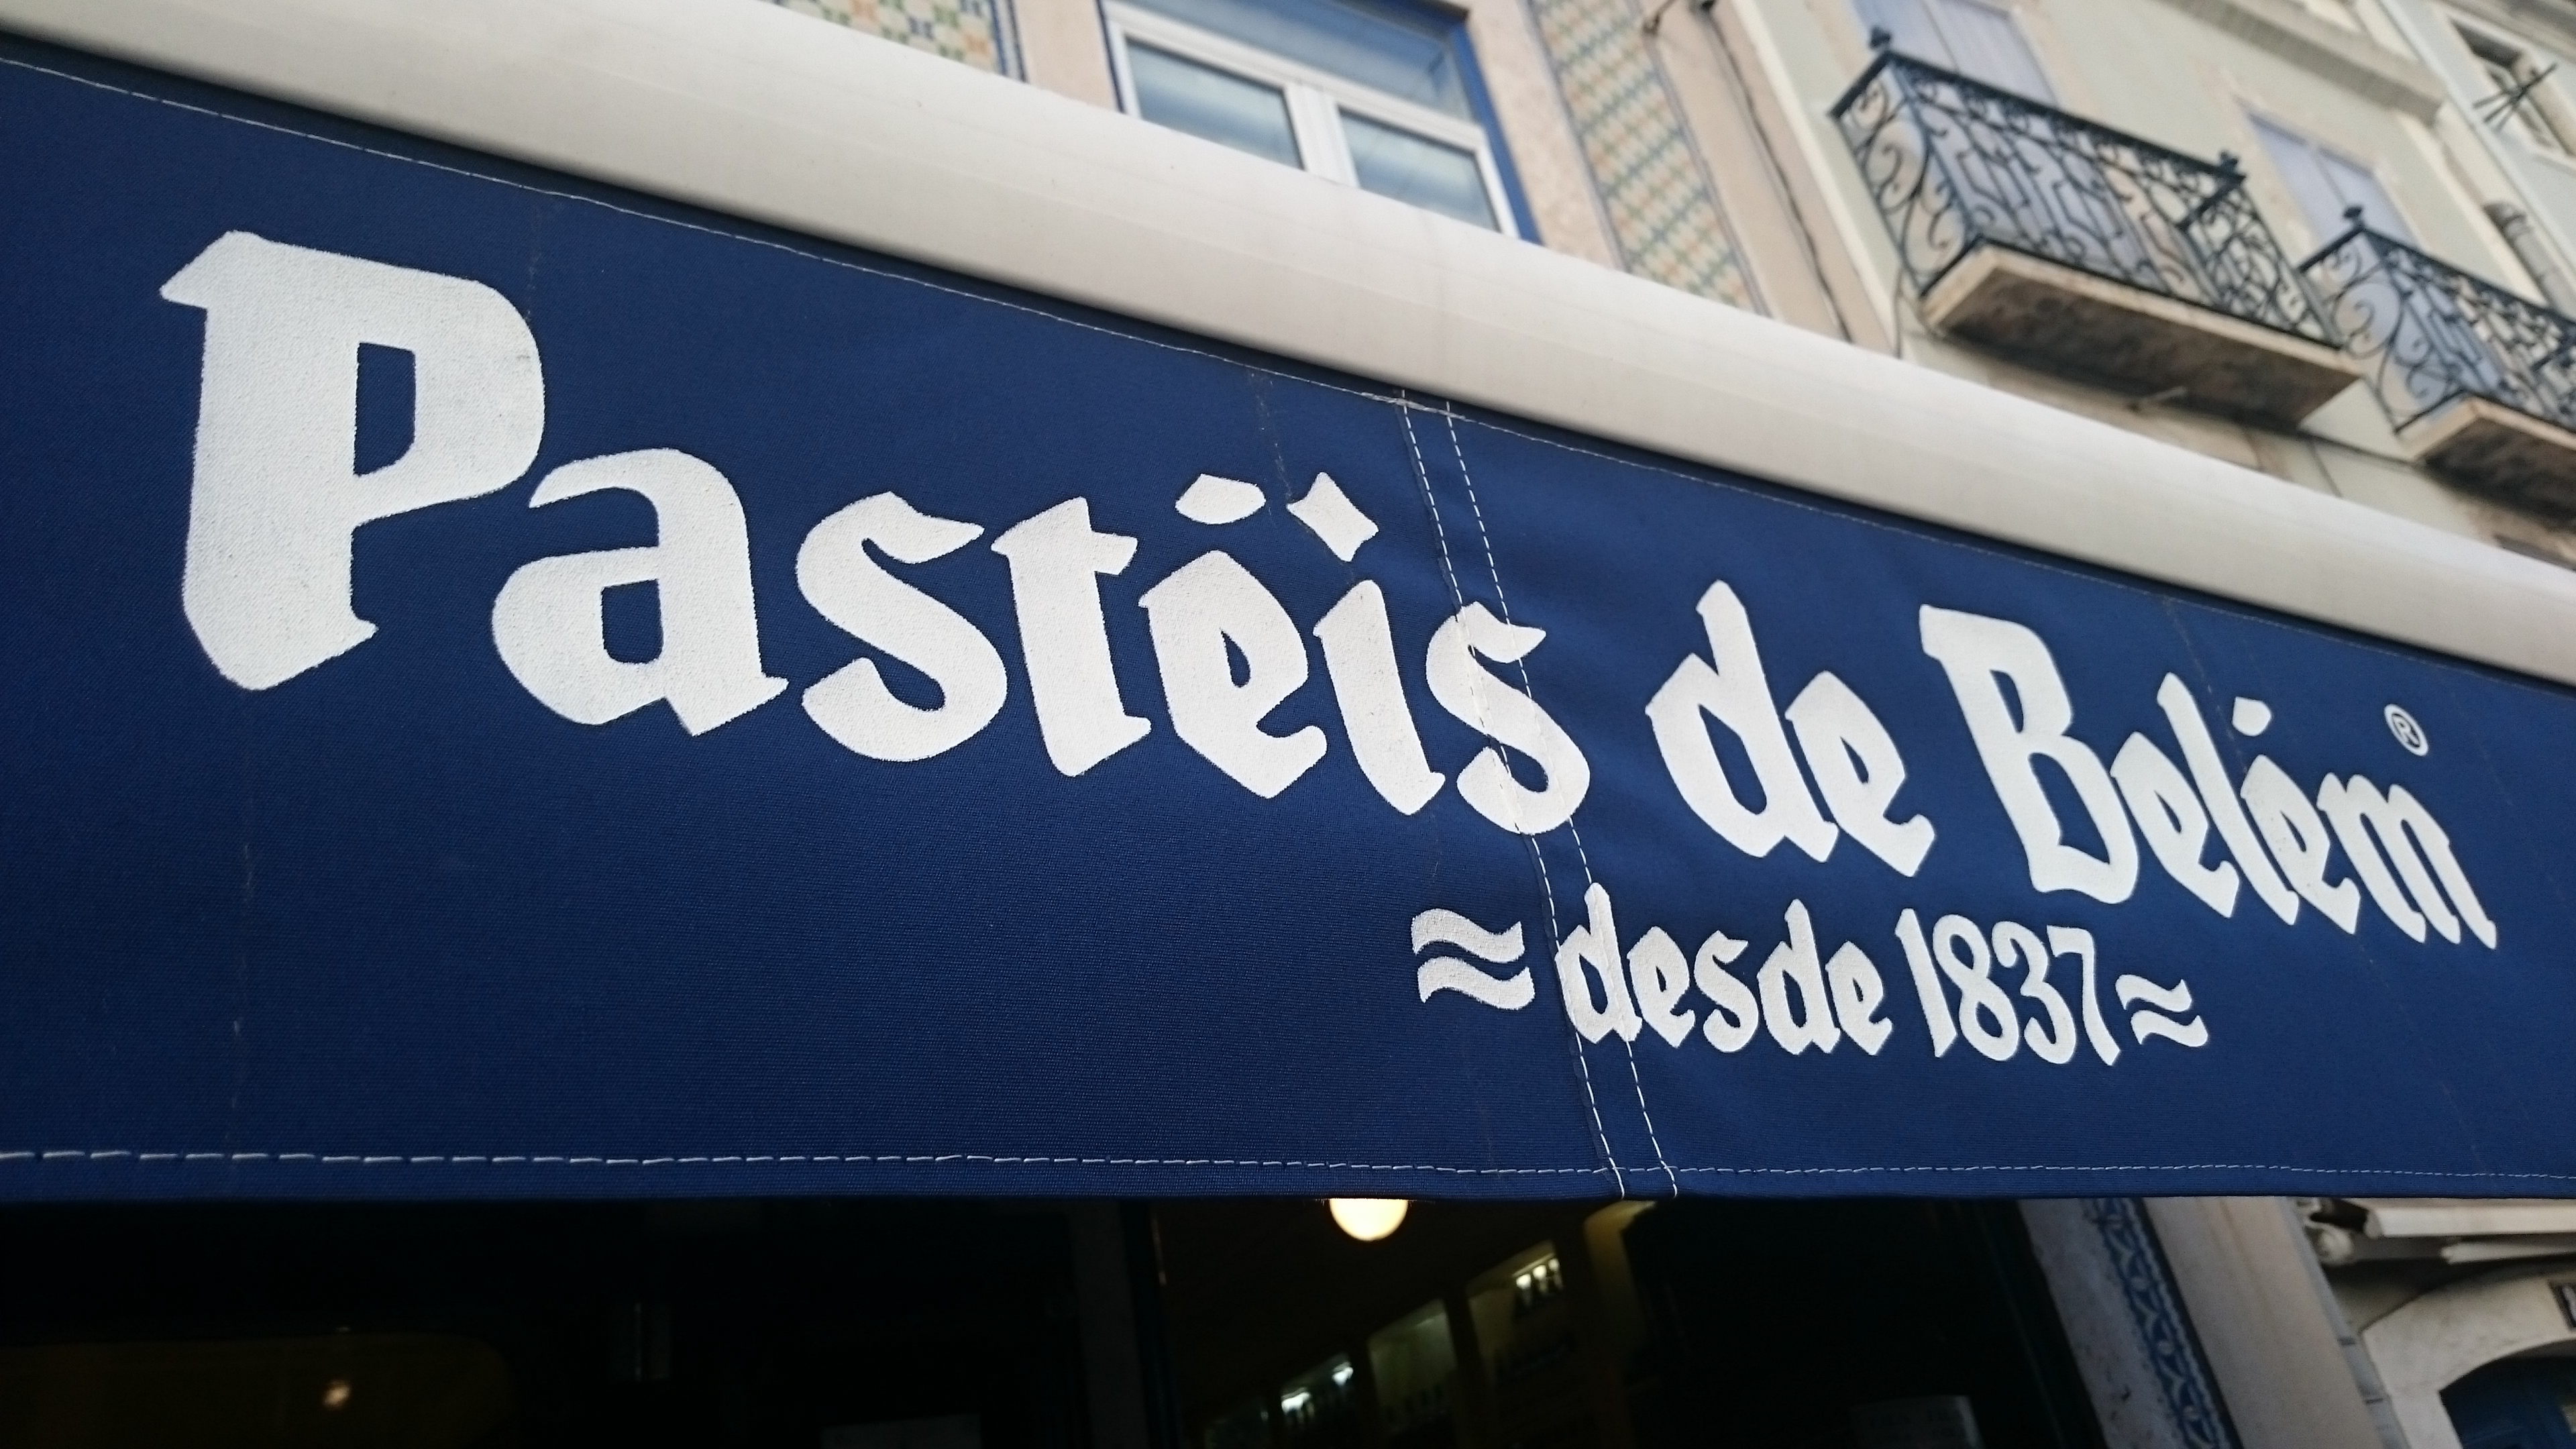 Pastéis de Belém®
≈ desde 1837 ≈